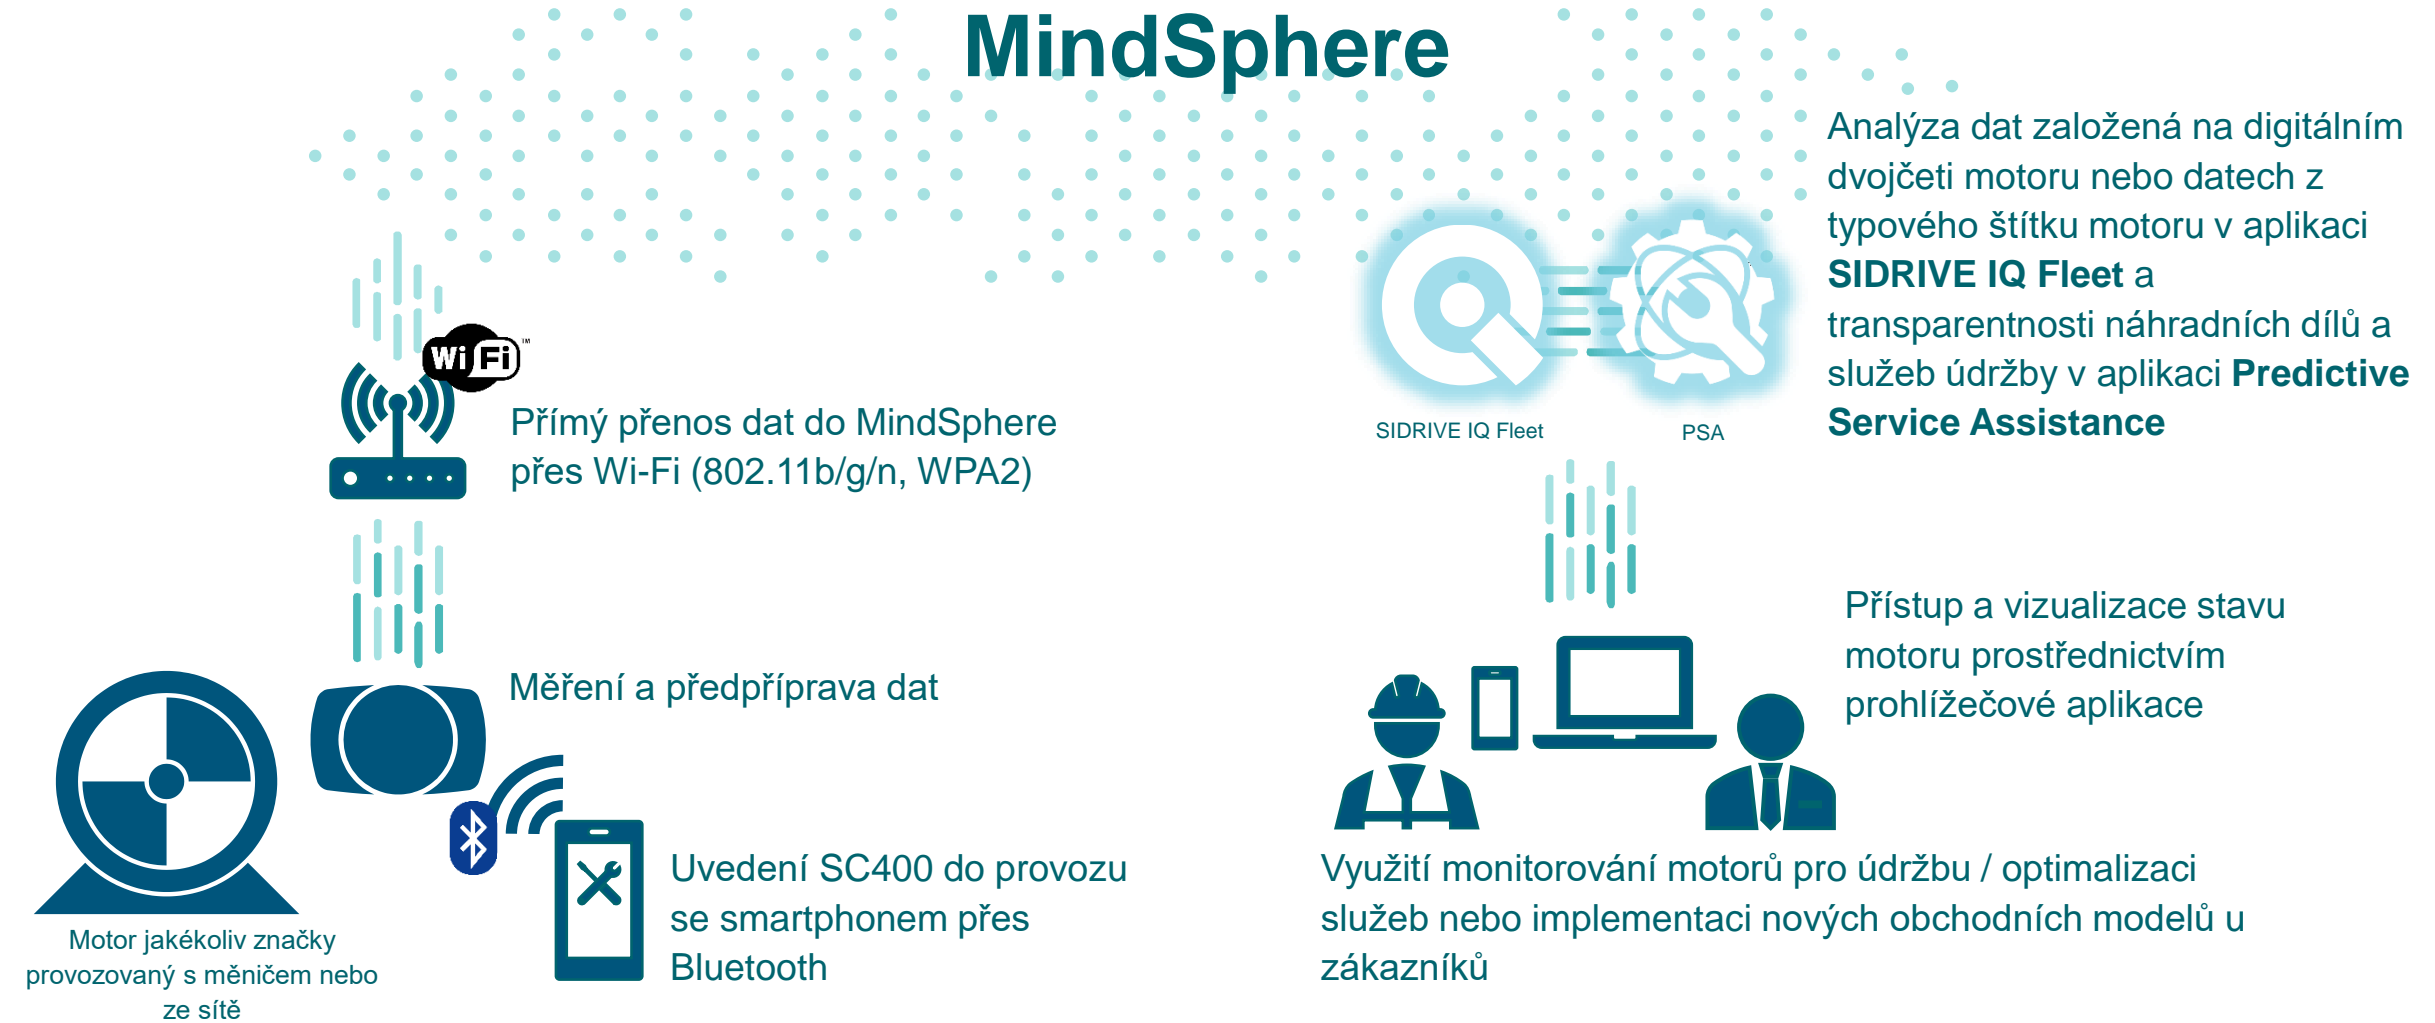 MindSphere
Analýza dat založená na digitálním
dvojčeti motoru nebo datech z
typového štítku motoru v aplikaci
SIDRIVE IQ Fleet a
transparentnosti náhradních dílů a
služeb údržby v aplikaci Predictive
Service Assistance
WiFi™
Přímý přenos dat do MindSphere
přes Wi-Fi (802.11b/g/n, WPA2)
SIDRIVE IQ Fleet
PSA
Měření a předpříprava dat
Přístup a vizualizace stavu
motoru prostřednictvím
prohlížečové aplikace
Uvedení SC400 do provozu
se smartphonem přes
Bluetooth
Motor jakékoliv značky
provozovaný s měničem nebo
ze sítě
Využití monitorování motorů pro údržbu / optimalizaci
služeb nebo implementaci nových obchodních modelů u
zákazníků